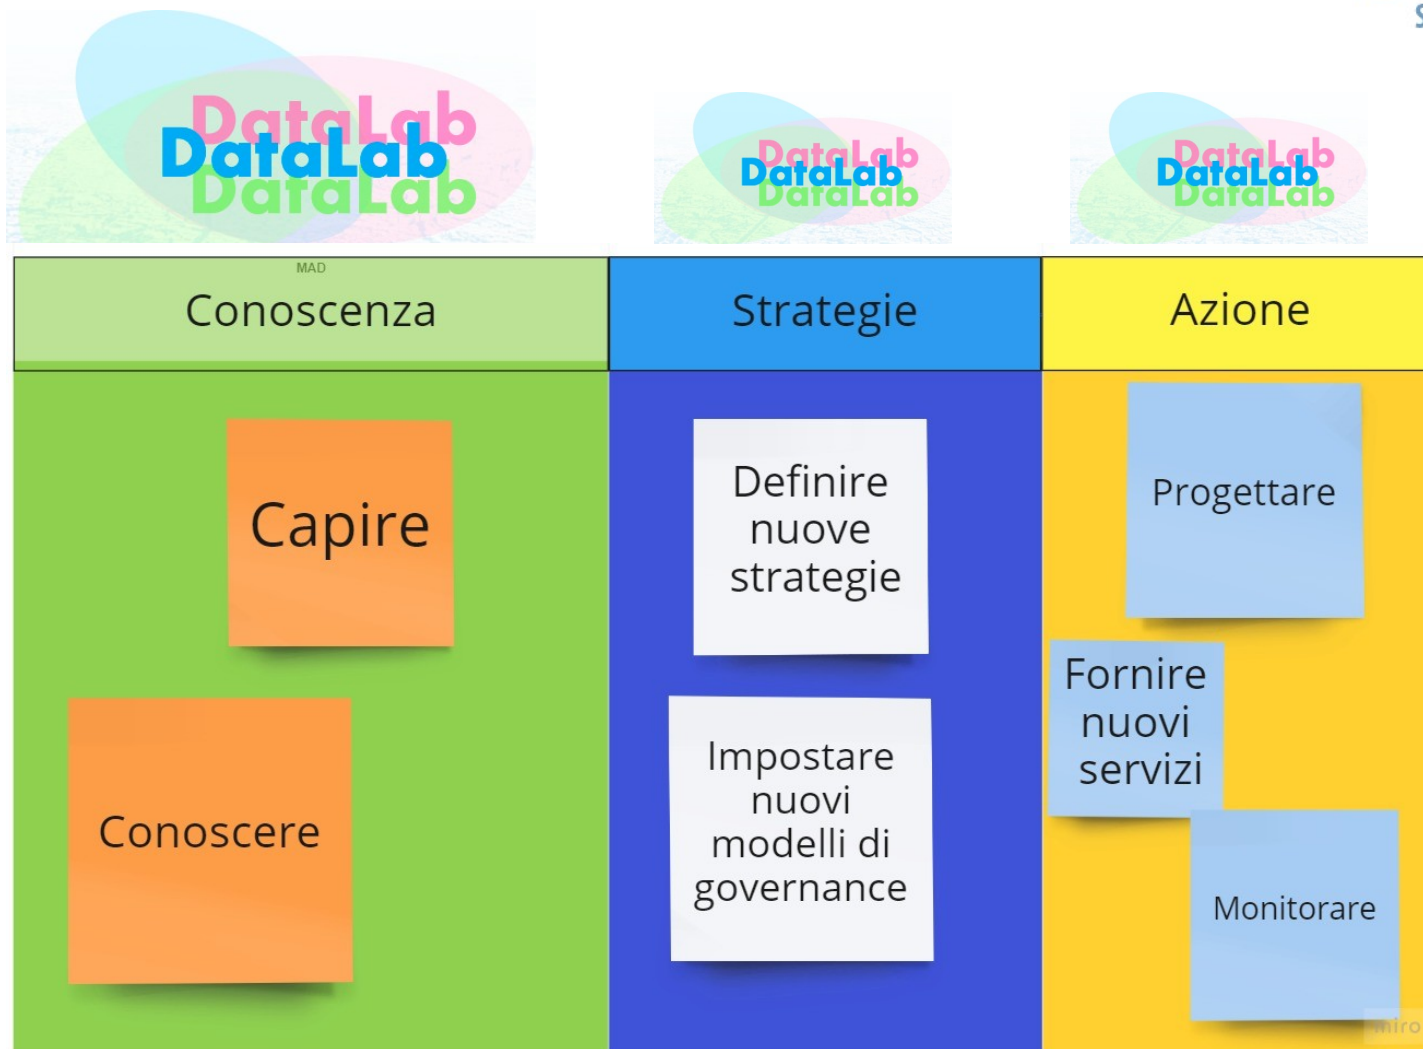 S
DataLab
DataLab
DataLab
DataLab
DataLab
DataLab
DataLab
DataLab
DataLab
MAD
Conoscenza
Strategie
Azione
Capire
Conoscere
Definire
nuove
strategie
Impostare
nuovi
modelli di
governance
Progettare
Fornire
nuovi
servizi
Monitorare
miro